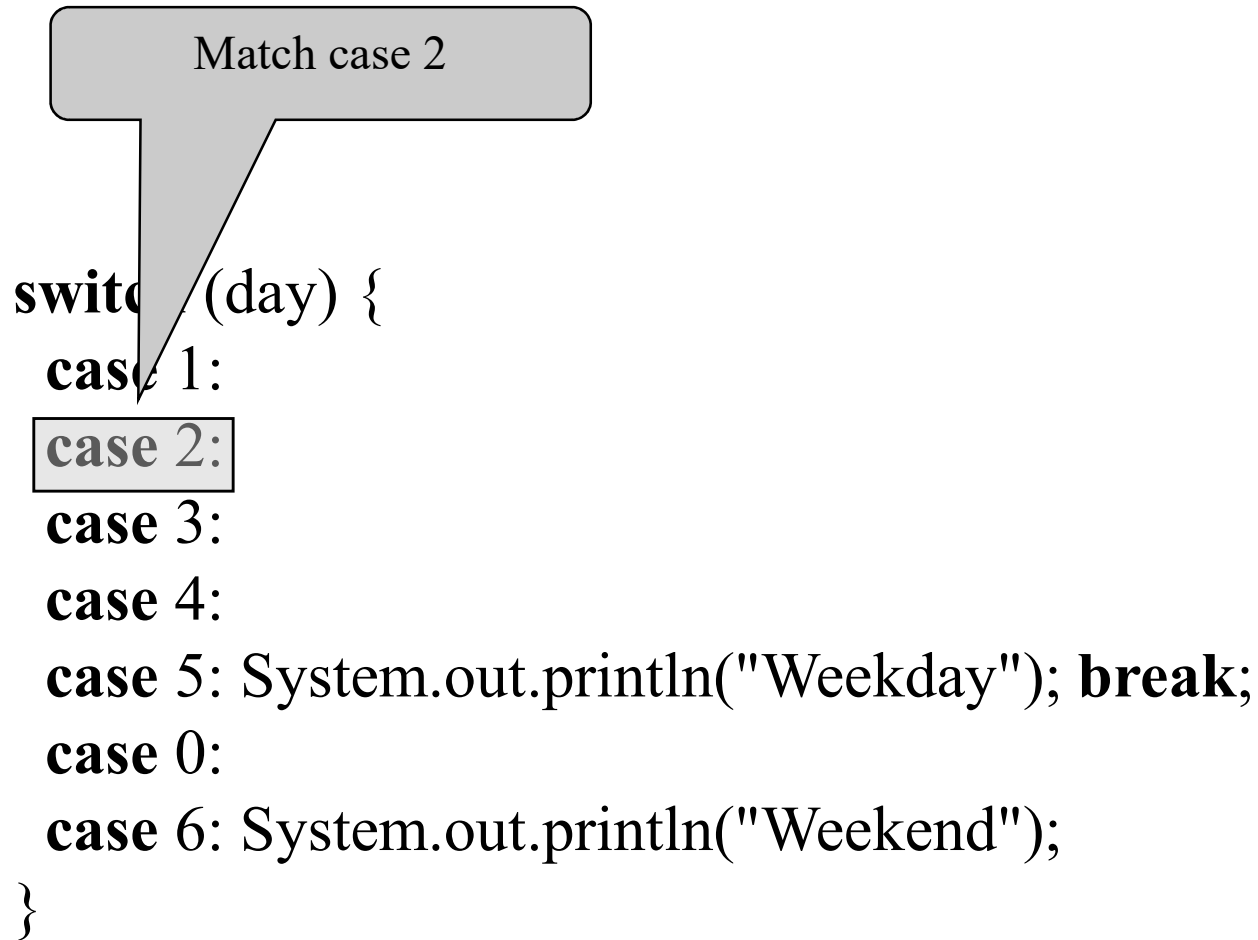 Match case 2
switch (day) {
case 1:
case 2:
case 3:
case 4:
case 5: System.out.println("Weekday"); break;
case 0:
case 6: System.out.println("Weekend");
}